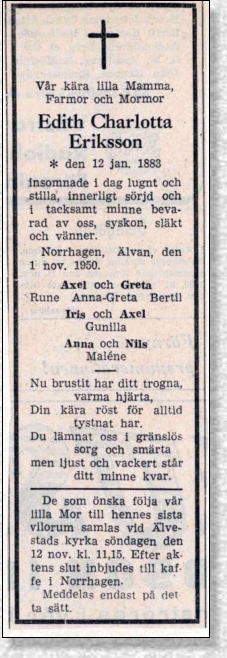 Vår kära lilla Mamma,
Farmor och Mormor
Edith Charlotta
Eriksson
* den 12 jan. 1883
insomnade i dag lugnt och
stilla, innerligt sörjd och
i tacksamt minne beva-
rad av oss, syskon, släkt
och vänner.
Norrhagen, Älvan, den
1 nov. 1950.
Axel och Greta
Rune Anna-Greta Bertil
Iris och Axel
Gunilla
Anna och Nils
Maléne
Nu brustit har ditt trogna,
varma hjärta,
Din kära röst för alltid
tystnat har.
Du lämnat oss i gränslös
sorg och smärta
men ljust och vackert står
ditt minne kvar.
De som önska följa vår
lilla Mor till hennes sista
vilorum samlas vid Älve-
stads kyrka söndagen den
12 nov. kl. 11,15. Efter ak-
tens slut inbjudes till kaf-
fe i Norrhagen.
Meddelas endast på det-
ta sätt.